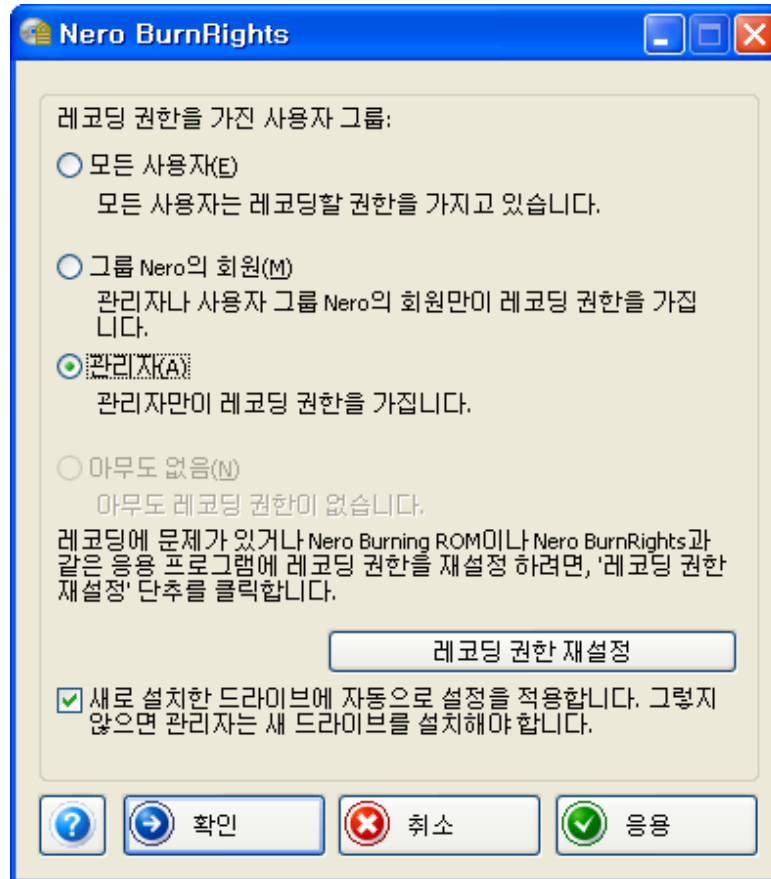 Nero BurnRights
레코딩 권한을 가진 사용자 그룹:
모든 사용자(E)
모든 사용자는 레코딩할 권한을 가지고 있습니다.
그룹 Nero의 회원(M)
관리자나 사용자 그룹 Nero의 회원만이 레코딩 권한을 가집
니다.
관리자(A)
관리자만이 레코딩 권한을 가집니다.
아무도 없음(N)
아무도 레코딩 권한이 없습니다.
레코딩에 문제가 있거나 Nero Burning ROM이나 Nero BurnRights과
같은 응용 프로그램에 레코딩 권한을 재설정 하려면, '레코딩 권한
재설정' 단추를 클릭합니다.
레코딩 권한 재설정
새로 설치한 드라이브에 자동으로 설정을 적용합니다. 그렇지
않으면 관리자는 새 드라이브를 설치해야 합니다.
? 확인 취소 응용